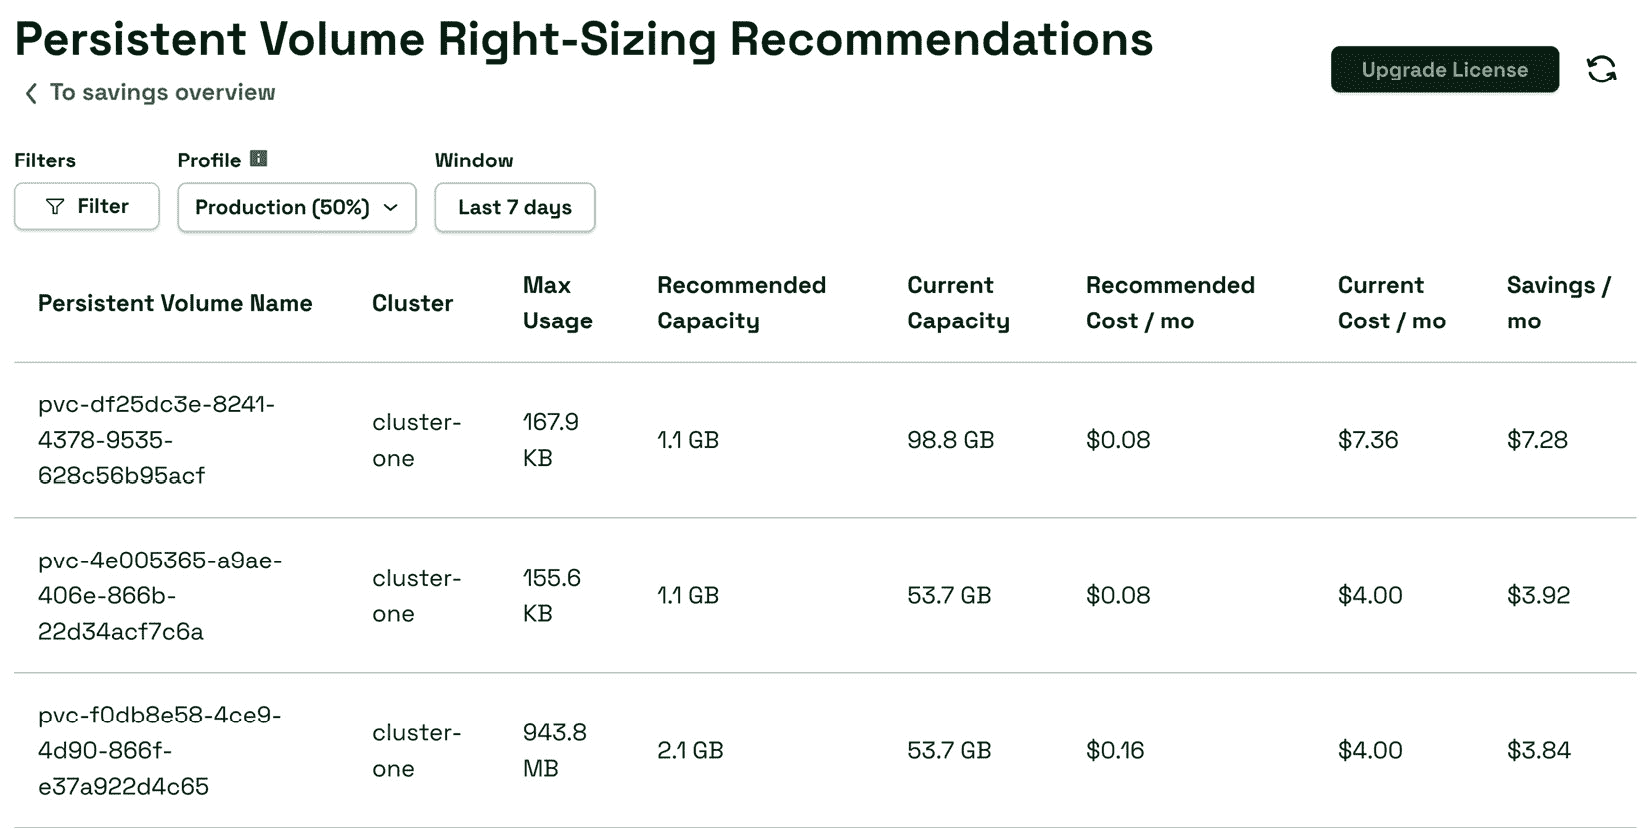 Persistent Volume Right-Sizing Recommendations
Upgrade License
To savings overview
Filters
Profile
Window
Filter
Production (50%)
Last 7 days
Persistent Volume Name
Cluster
Max
Usage
Recommended
Capacity
Current
Capacity
Recommended
Cost / mo
Current
Cost / mo
Savings /
mo
pvc-df25dc3e-8241-
4378-9535-
628c56b95acf
cluster-
one
167.9
KB
1.1 GB
98.8 GB
$0.08
$7.36
$7.28
pvc-4e005365-a9ae-
406e-866b-
22d34acf7c6a
cluster-
one
155.6
KB
1.1 GB
53.7 GB
$0.08
$4.00
$3.92
pvc-f0db8e58-4ce9-
4d90-866f-
e37a922d4c65
cluster-
one
943.8
MB
2.1 GB
53.7 GB
$0.16
$4.00
$3.84